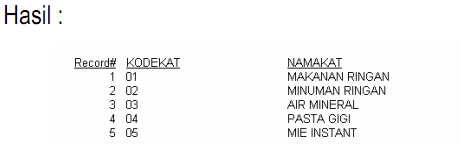 Hasil :
Record# KODEKAT NAMAKAT
1 01 MAKANAN RINGAN
2 02 MINUMAN RINGAN
3 03 AIR MINERAL
4 04 PASTA GIGI
5 05 MIE INSTANT